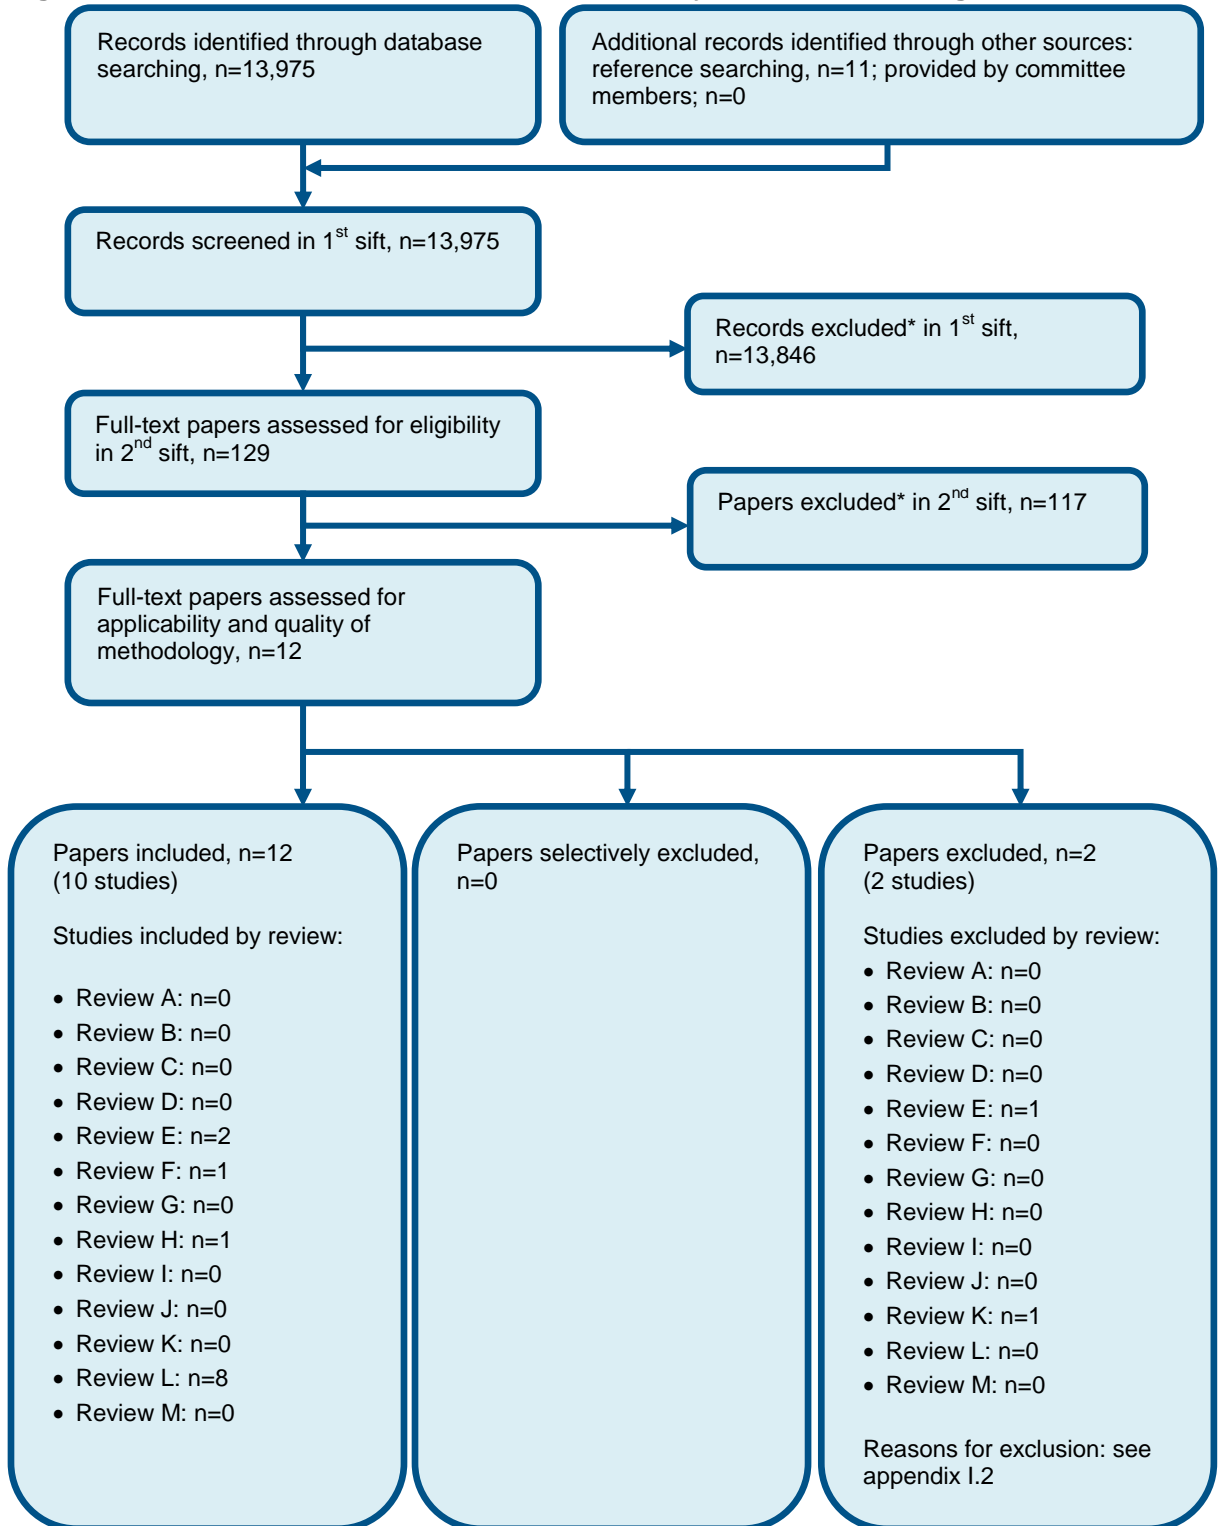 Records identified through database
searching, n=13,975
Additional records identified through other sources:
reference searching, n=11; provided by committee
members; n=0
Records screened in 1st sift, n=13,975
Records excluded* in 1st sift,
n=13,846
Full-text papers assessed for eligibility
in 2nd sift, n=129
Papers excluded* in 2nd sift, n=117
Full-text papers assessed for
applicability and quality of
methodology, n=12
Papers included, n=12
(10 studies)
Studies included by review:
• Review A: n=0
• Review B: n=0
• Review C: n=0
• Review D: n=0
• Review E: n=2
• Review F: n=1
• Review G: n=0
• Review H: n=1
• Review I: n=0
• Review J: n=0
• Review K: n=0
• Review L: n=8
• Review M: n=0
Papers selectively excluded,
n=0
Papers excluded, n=2
(2 studies)
Studies excluded by review:
• Review A: n=0
• Review B: n=0
• Review C: n=0
• Review D: n=0
• Review E: n=1
• Review F: n=0
• Review G: n=0
• Review H: n=0
• Review I: n=0
• Review J: n=0
• Review K: n=1
• Review L: n=0
• Review M: n=0
Reasons for exclusion: see
appendix I.2